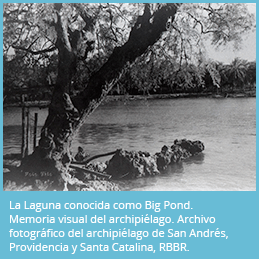 La Laguna conocida como Big Pond.
Memoria visual del archipiélago. Archivo
fotográfico del archipiélago de San Andrés,
Providencia y Santa Catalina, RBBR.